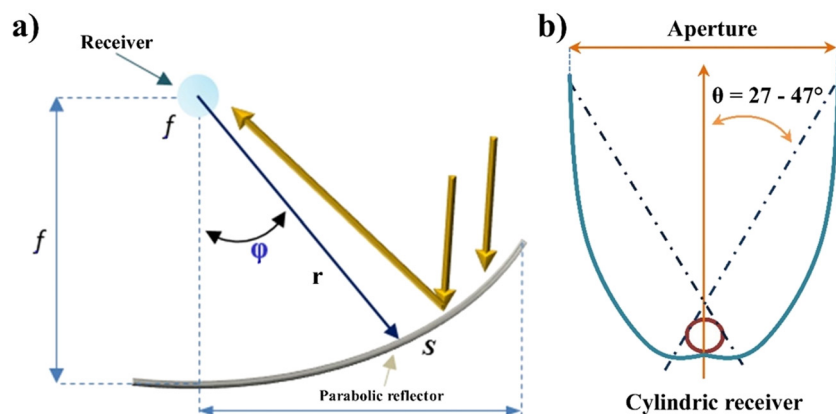 a)
Receiver
f
f
φ
r
S
Parabolic reflector
b)
Aperture
θ = 27 - 47°
Cylindric receiver